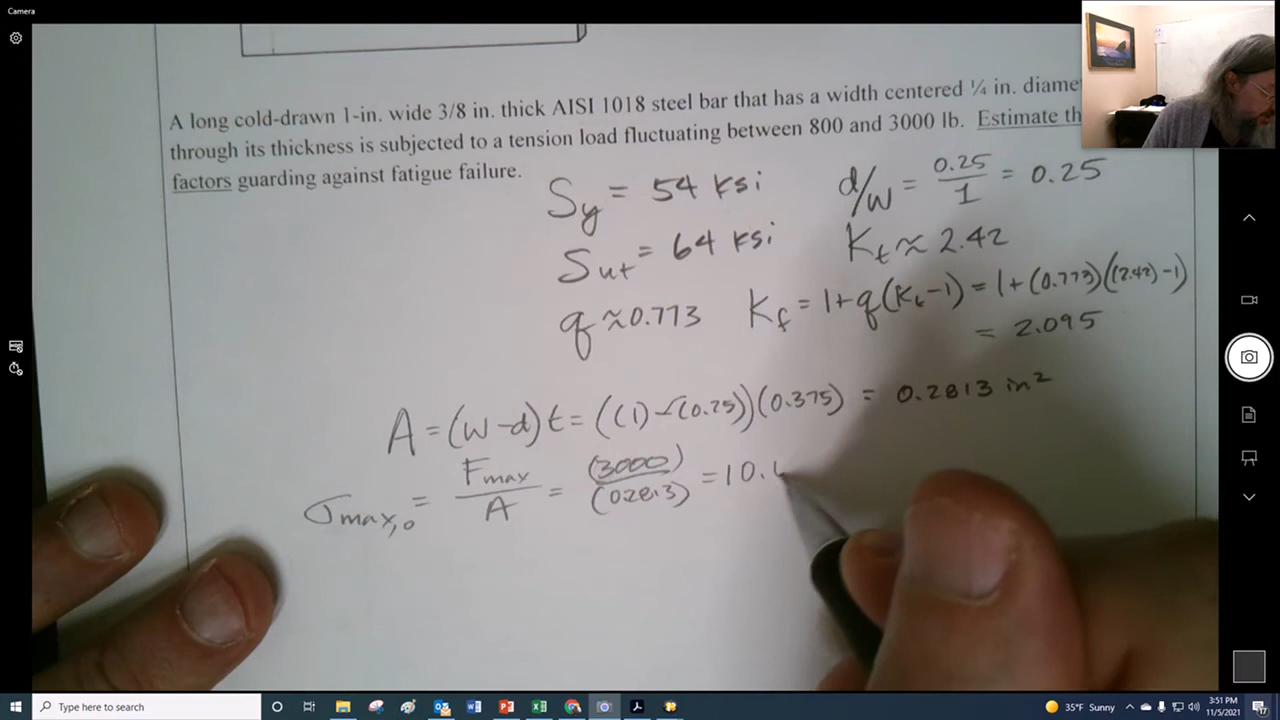 Camera
A long cold-drawn 1-in. wide 3/8 in. thick AISI 1018 steel bar that has a width centered ¼ in. diame
through its thickness is subjected to a tension load fluctuating between 800 and 3000 lb. Estimate th
factors guarding against fatigue failure.
Sy = 54 ksi
d/w = 0.25/1 = 0.25
Sut = 64 ksi
Kt ≈ 2.42
q ≈ 0.773
Kf = 1+q(Kt-1) = 1+(0.773)((2.42)-1)
= 2.095
A = (w-d)t = ((1)-(0.25))(0.375) = 0.2813 in²
σmax,o = Fmax/A = (3000)/(0.2813) = 10.
Type here to search
35°F Sunny
3:51 PM
11/5/2021
17